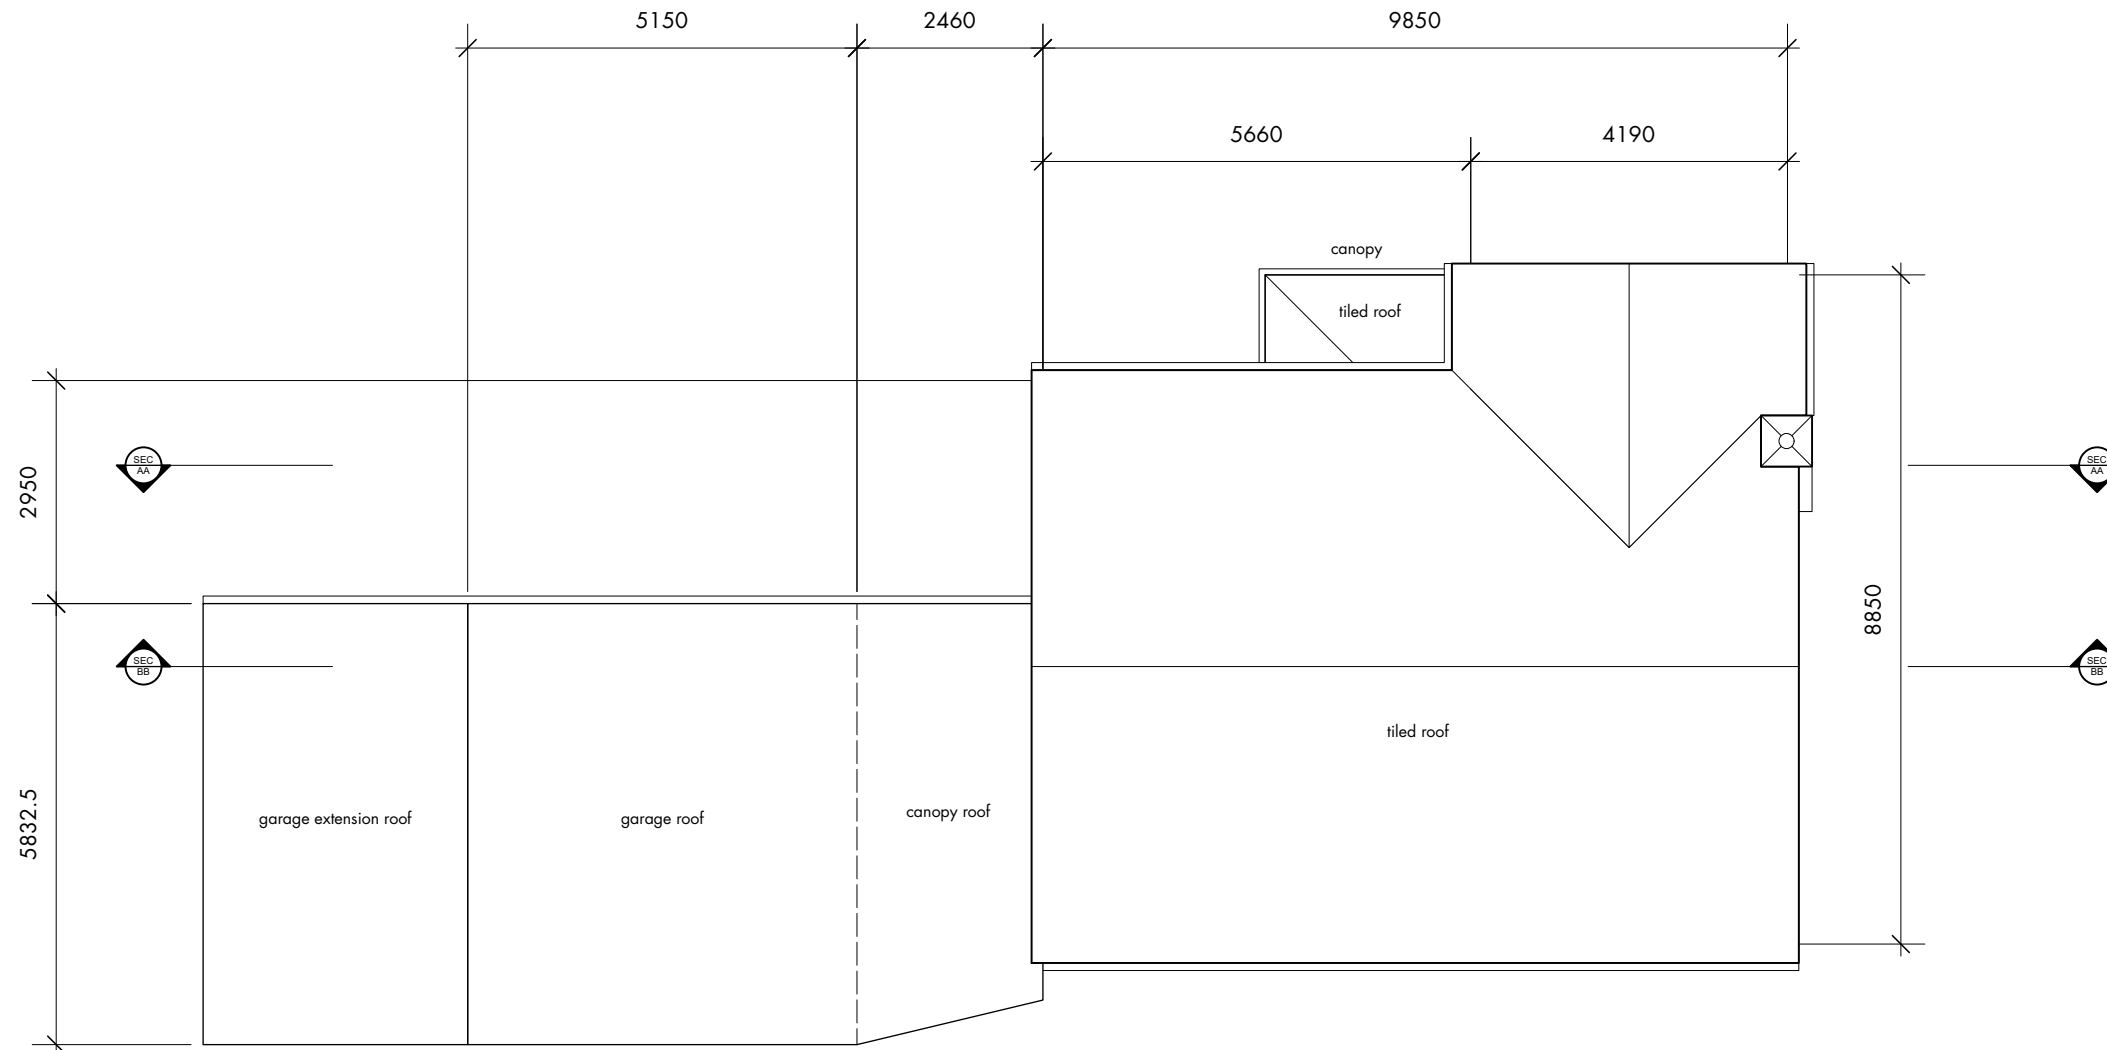 5150
2460
9850
5660
4190
canopy
tiled roof
2950
SEC
AA
SEC
AA
8850
SEC
BB
SEC
BB
tiled roof
5832.5
garage extension roof
garage roof
canopy roof